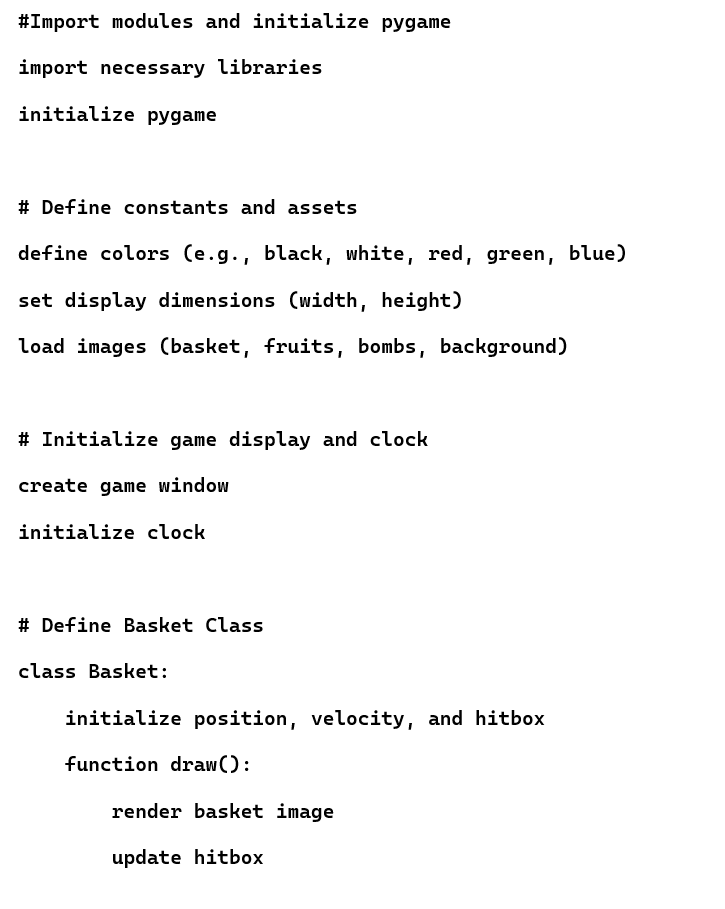 #Import modules and initialize pygame
import necessary libraries
initialize pygame
# Define constants and assets
define colors (e.g., black, white, red, green, blue)
set display dimensions (width, height)
load images (basket, fruits, bombs, background)
# Initialize game display and clock
create game window
initialize clock
# Define Basket Class
class Basket:
    initialize position, velocity, and hitbox
    function draw():
        render basket image
        update hitbox